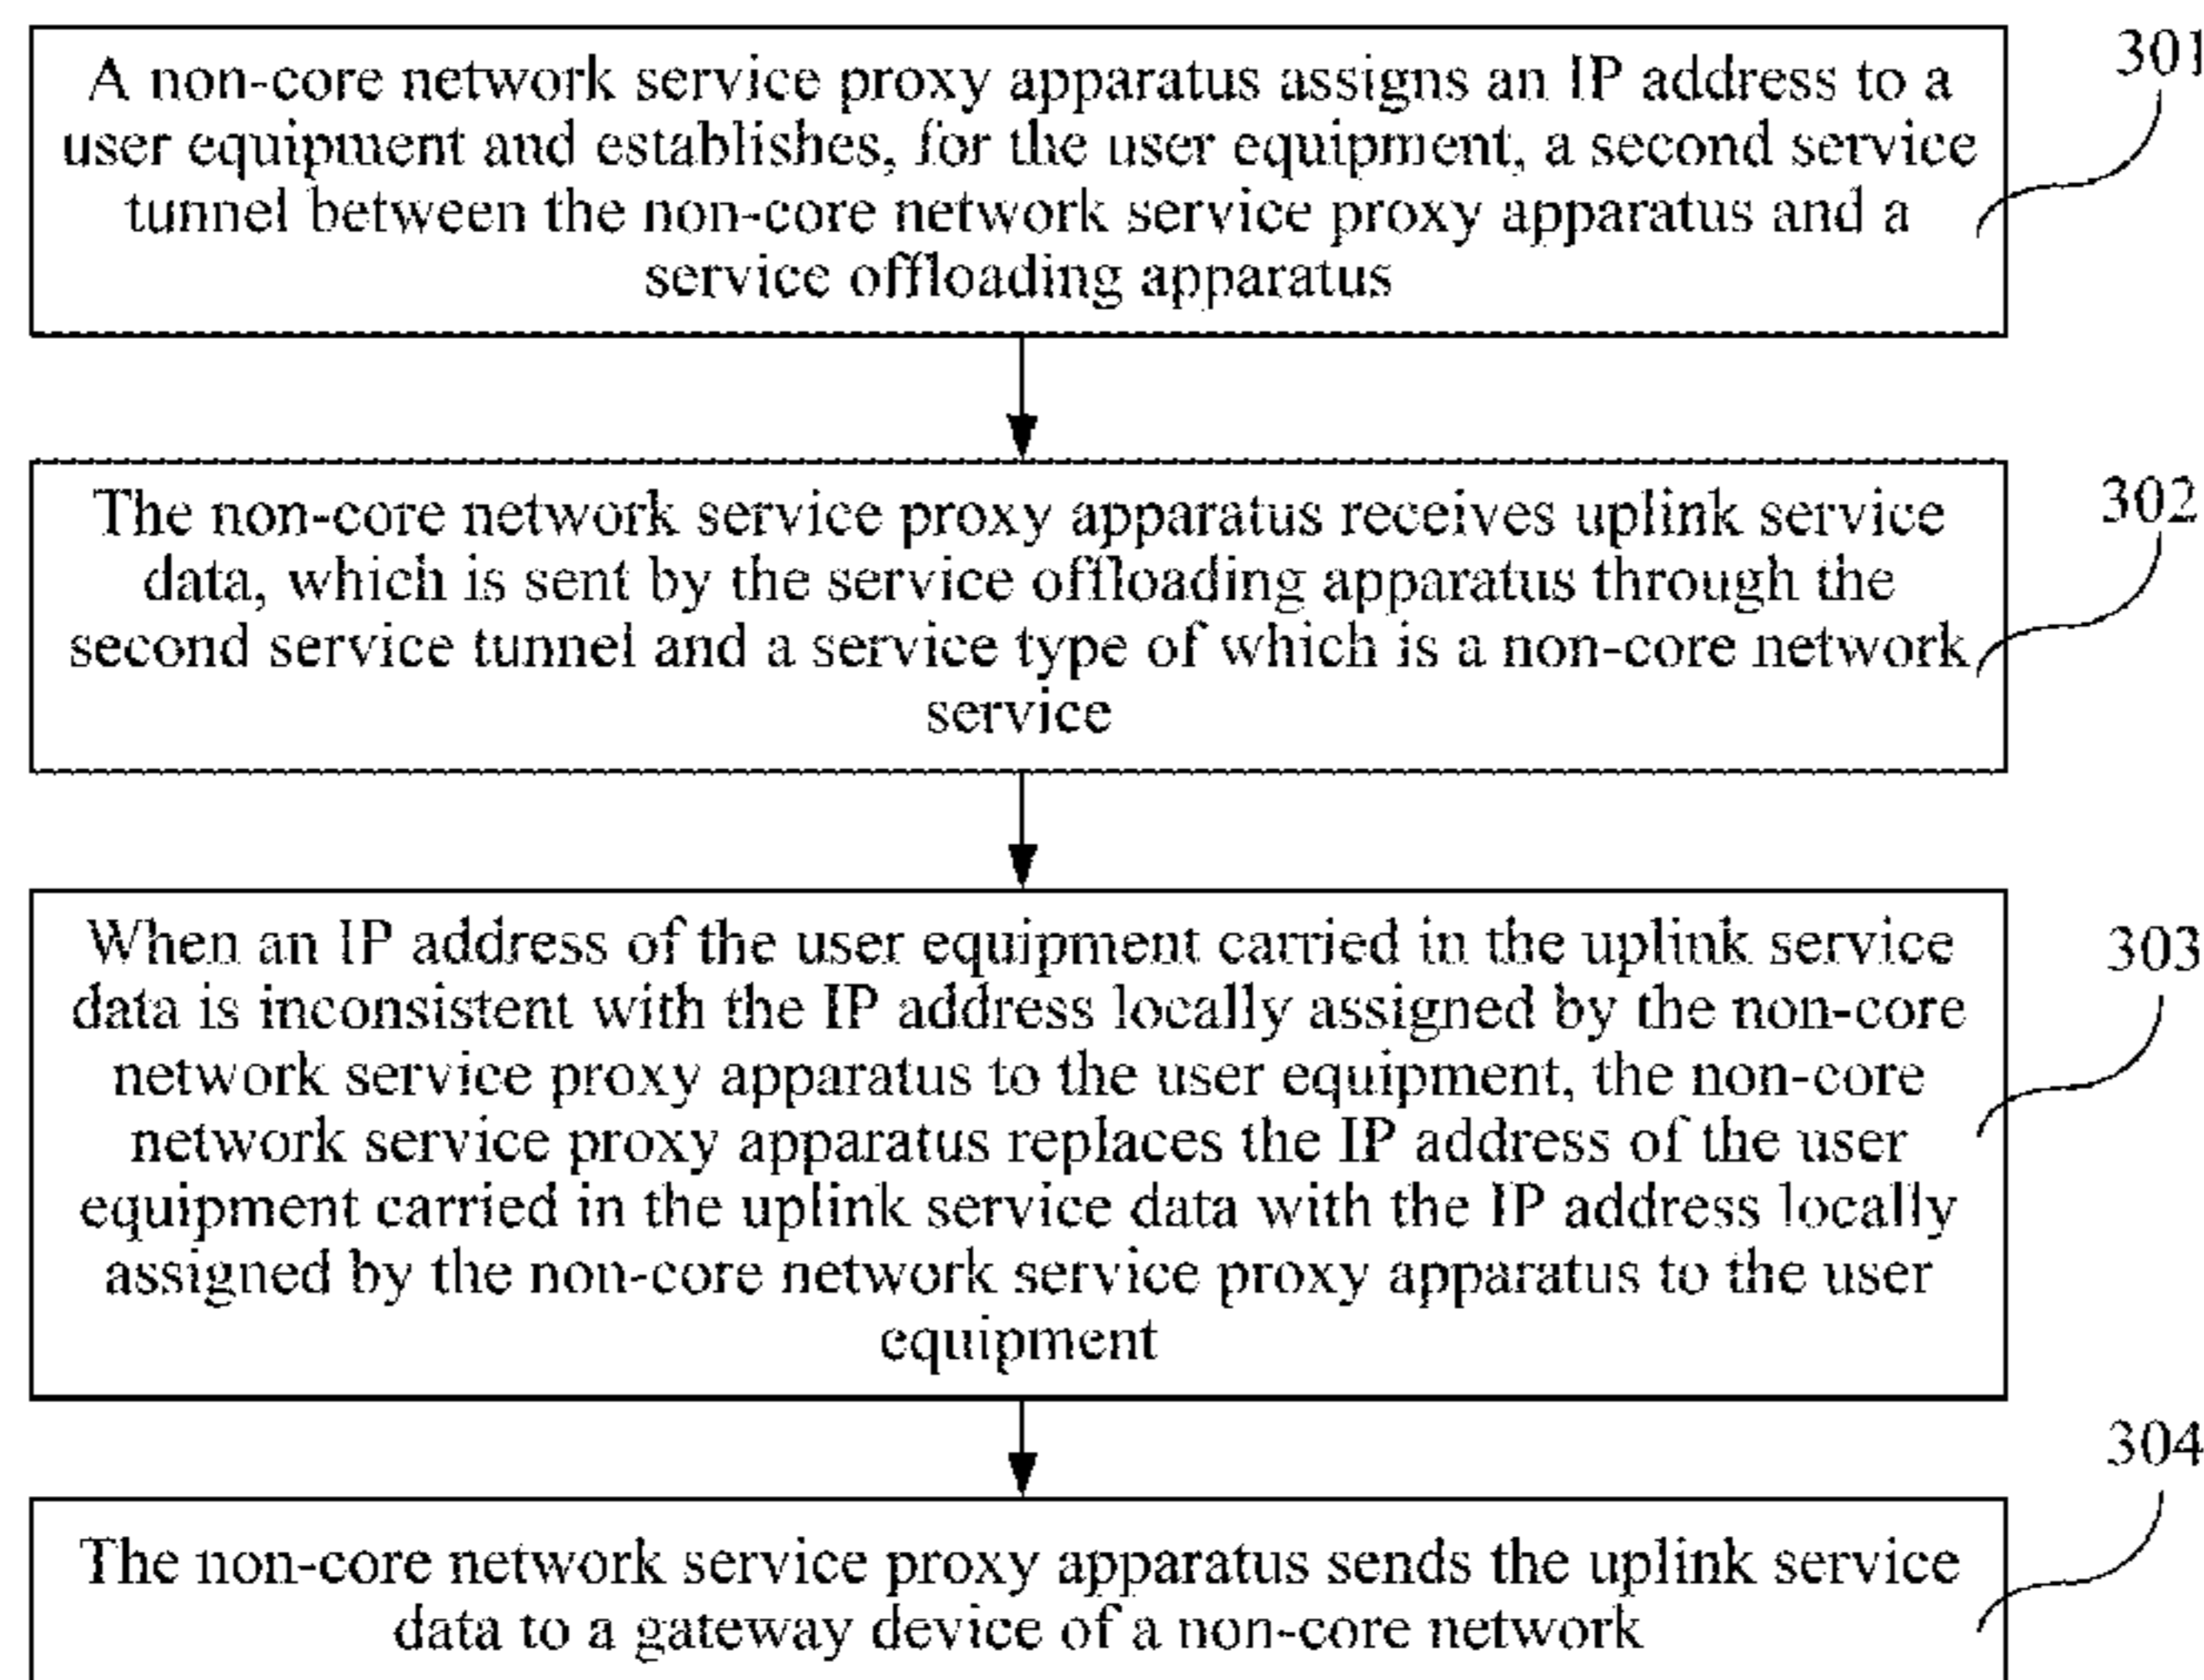 A non-core network service proxy apparatus assigns an IP address to a
301
user equipment and establishes, for the user equipment, a second service
tunnel between the non-core network service proxy apparatus and a
service offloading apparatus
The non-core network service proxy apparatus receives uplink service
302
data, which is sent by the service offloading apparatus through the
second service tunnel and a service type of which is a non-core network
service
When an IP address of the user equipment carried in the uplink service
303
data is inconsistent with the IP address locally assigned by the non-core
network service proxy apparatus to the user equipment, the non-core
network service proxy apparatus replaces the IP address of the user
equipment carried in the uplink service data with the IP address locally
assigned by the non-core network service proxy apparatus to the user
equipment
304
The non-core network service proxy apparatus sends the uplink service
data to a gateway device of a non-core network